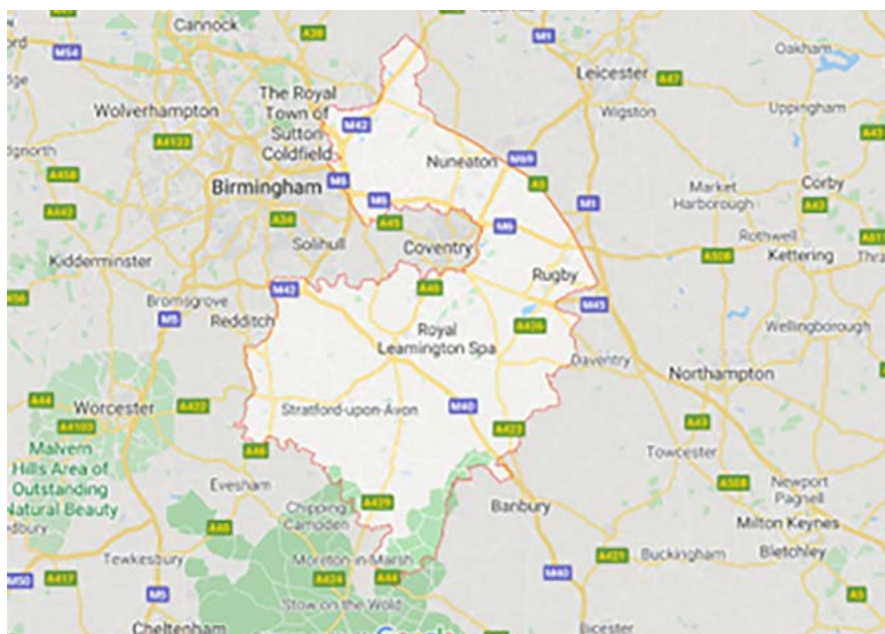 Cannock
A38
M54
M9
Oakham
Leicester
A47
Wolverhampton
The Royal
Town of
Sutton
Coldfield
M42
Wigston
Uppingham
A4123
Nuneaton
M69
A458
M6
A5
Market
Harborough
Corby
Birmingham
M6
M1
A43
A442
A34
A45
M6
Solihull
Coventry
Rothwell
Kidderminster
A508
Kettering
Rugby
M42
A46
Bromsgrove
M45
M5
Redditch
A426
Royal
Leamington Spa
Wellingborough
Daventry
Northampton
A44
Worcester
A422
Stratford-upon-Avon
M40
A4103
A423
A43
Malvern
Hills Area of
Outstanding
Natural Beauty
A46
Towcester
Evesham
A508
Newport
Pagnell
A429
Chipping
Campden
Banbury
A46
Milton Keynes
Tewkesbury
Moreton-in-Marsh
A421
Buckingham
Bletchley
M50
A417
A424
A44
M40
M5
Stow on the Wold
A5
Cheltenham
Bicester
Google